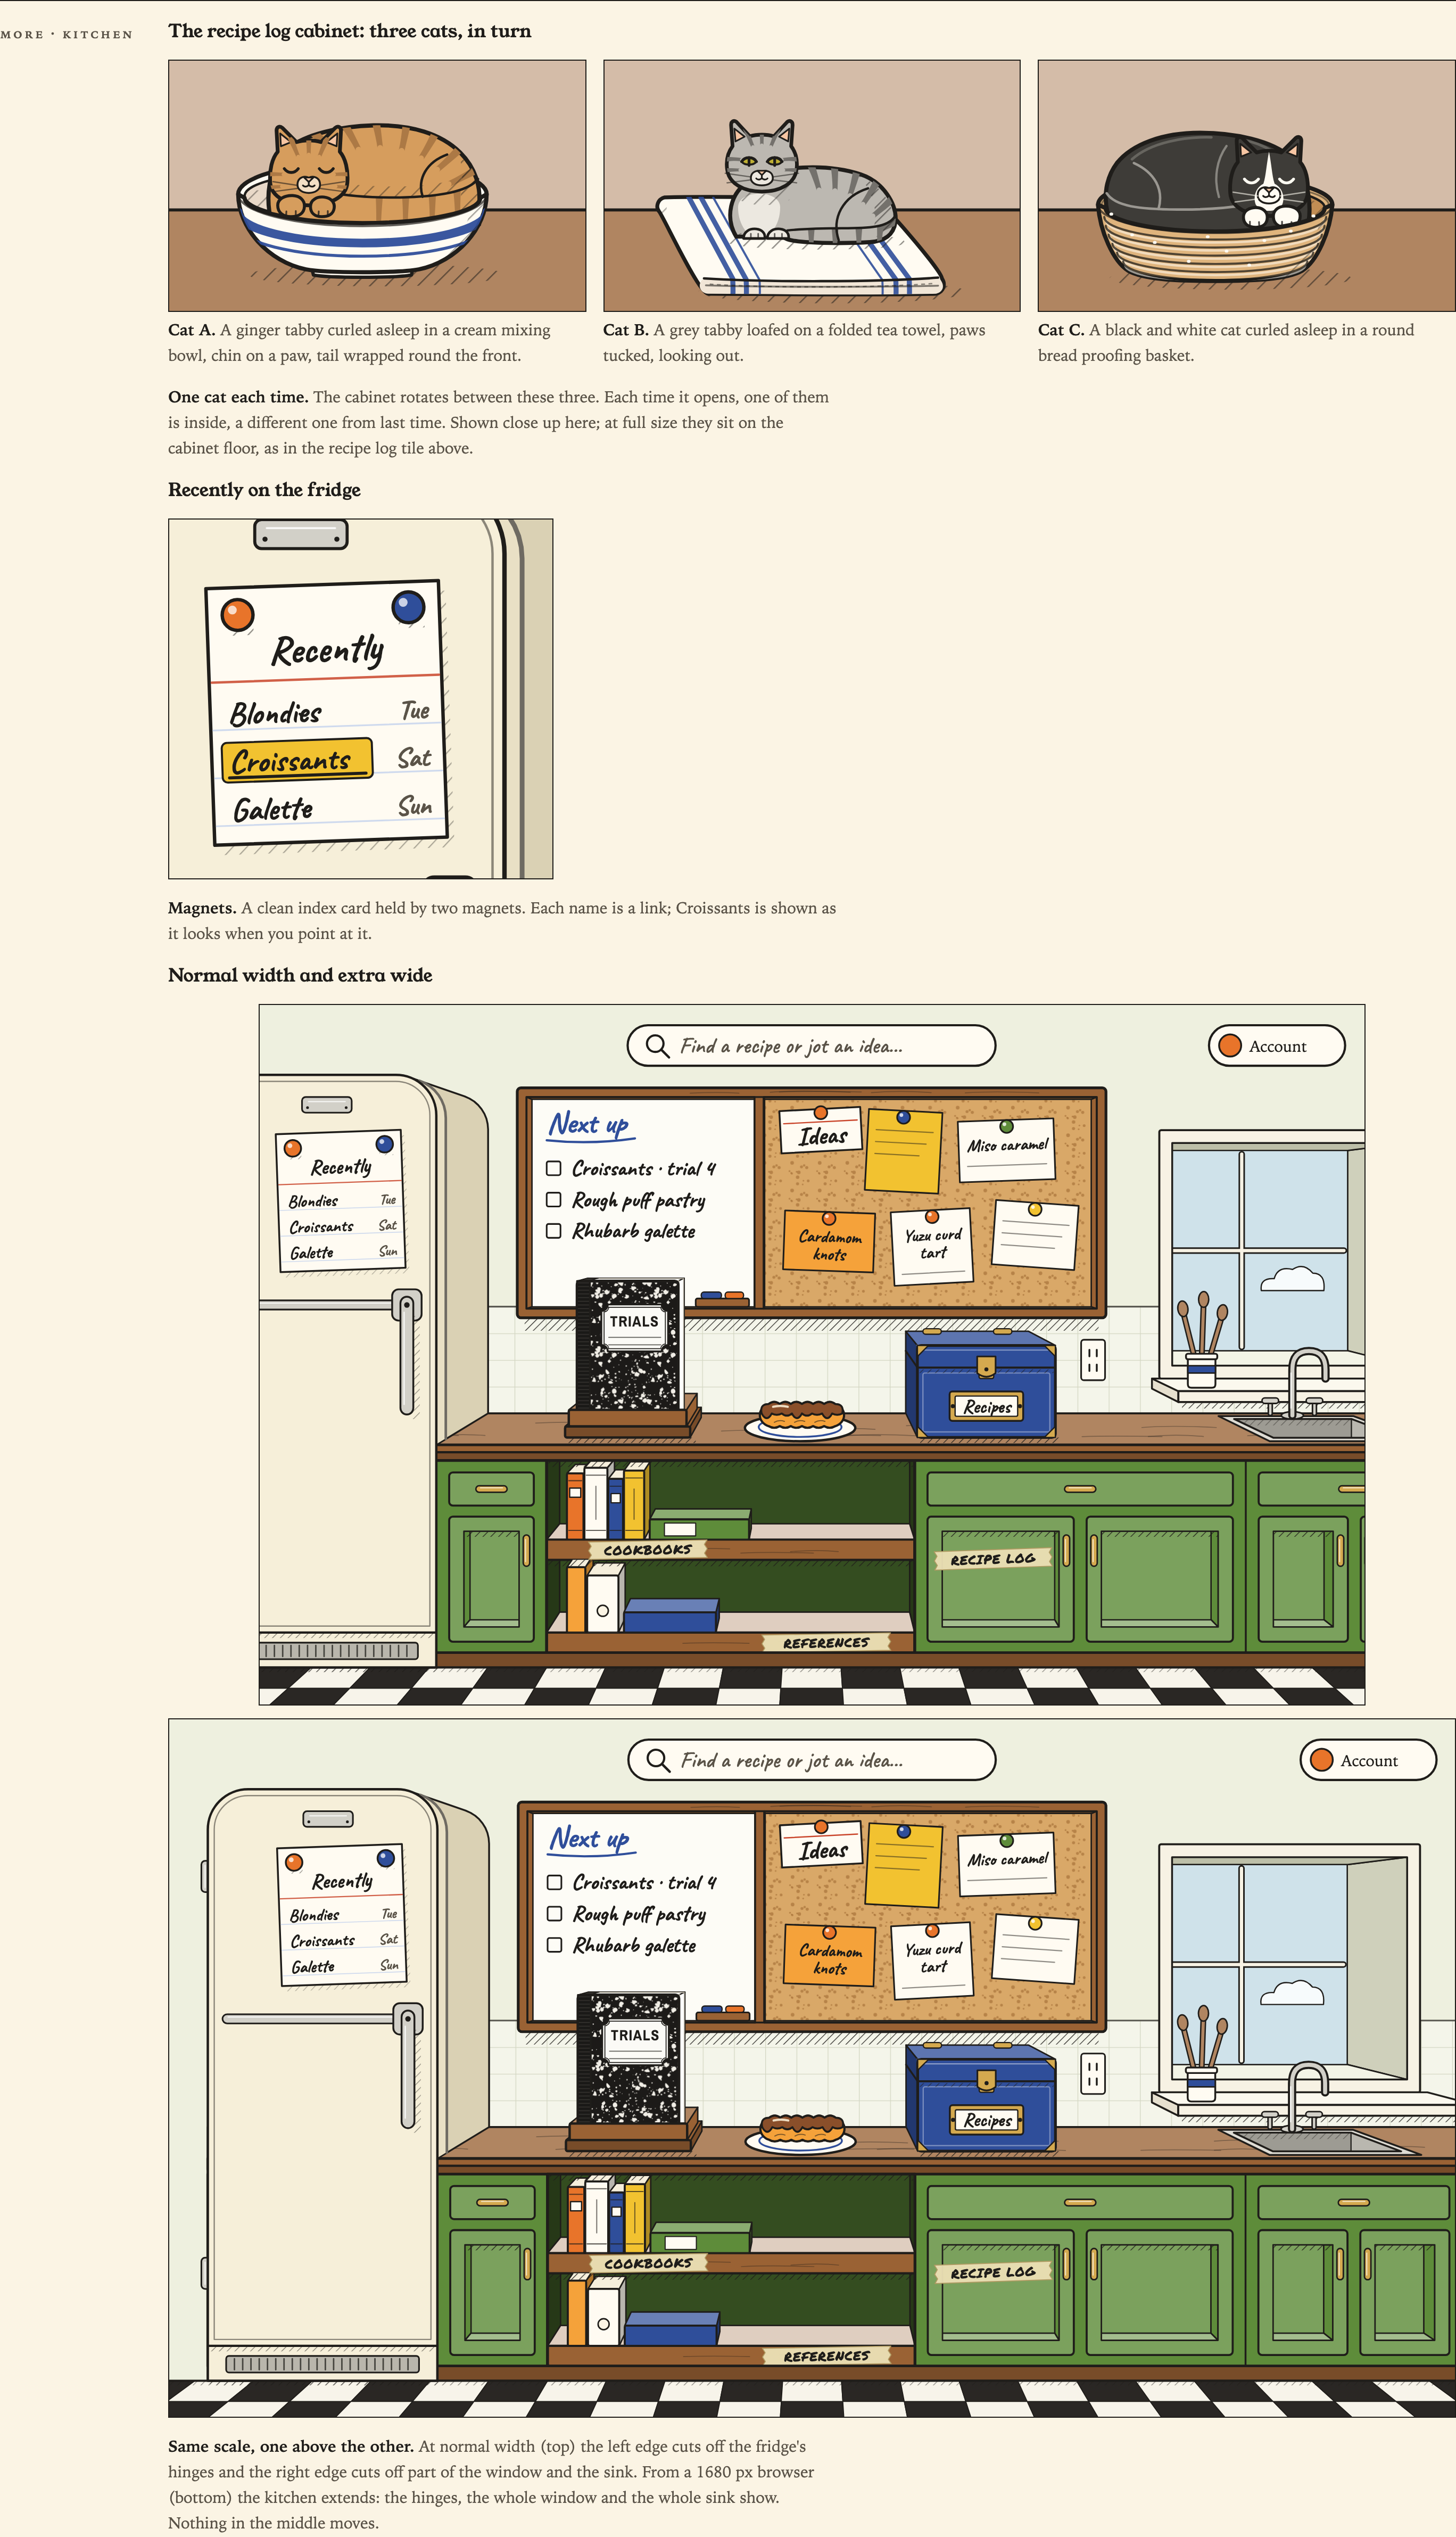 MORE · KITCHEN
The recipe log cabinet: three cats, in turn
Cat A. A ginger tabby curled asleep in a cream mixing
bowl, chin on a paw, tail wrapped round the front.
Cat B. A grey tabby loafed on a folded tea towel, paws
tucked, looking out.
Cat C. A black and white cat curled asleep in a round
bread proofing basket.
One cat each time. The cabinet rotates between these three. Each time it opens, one of them
is inside, a different one from last time. Shown close up here; at full size they sit on the
cabinet floor, as in the recipe log tile above.
Recently on the fridge
Recently
Blondies Tue
Croissants Sat
Galette Sun
Magnets. A clean index card held by two magnets. Each name is a link; Croissants is shown as
it looks when you point at it.
Normal width and extra wide
Find a recipe or jot an idea...
Account
Recently
Blondies Tue
Croissants Sat
Galette Sun
Next up
Croissants · trial 4
Rough puff pastry
Rhubarb galette
Ideas
Miso caramel
Cardamom
knots
Yuzu curd
tart
TRIALS
Recipes
COOKBOOKS
RECIPE LOG
REFERENCES
Find a recipe or jot an idea...
Account
Recently
Blondies Tue
Croissants Sat
Galette Sun
Next up
Croissants · trial 4
Rough puff pastry
Rhubarb galette
Ideas
Miso caramel
Cardamom
knots
Yuzu curd
tart
TRIALS
Recipes
COOKBOOKS
RECIPE LOG
REFERENCES
Same scale, one above the other. At normal width (top) the left edge cuts off the fridge's
hinges and the right edge cuts off part of the window and the sink. From a 1680 px browser
(bottom) the kitchen extends: the hinges, the whole window and the whole sink show.
Nothing in the middle moves.